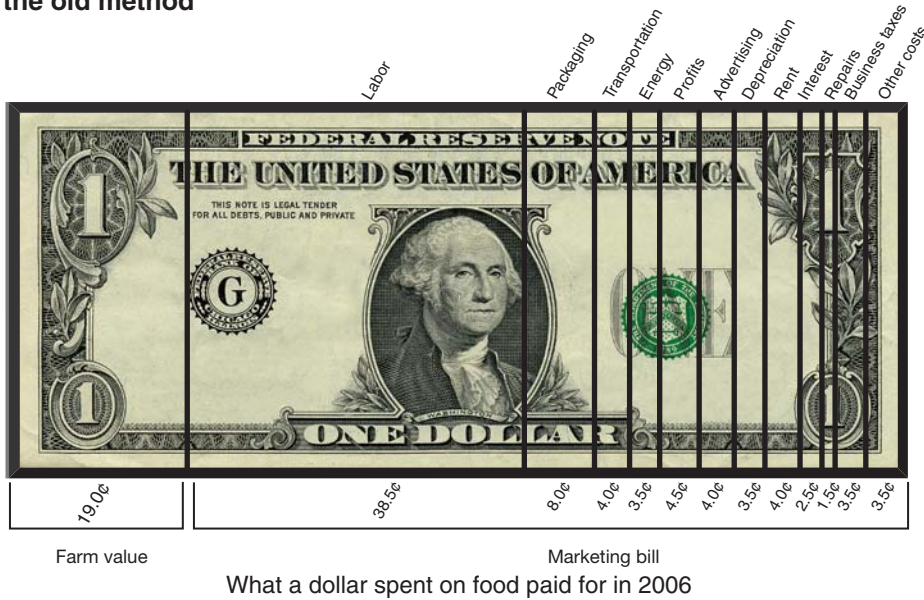 the old method
Labor
Packaging
Transportation
Energy
Profits
Advertising
Depreciation
Rent
Interest
Repairs
Business taxes
Other costs
FEDERAL RESERVE NOTE
THE UNITED STATES OF AMERICA
THIS NOTE IS LEGAL TENDER
FOR ALL DEBTS, PUBLIC AND PRIVATE
1
G
WASHINGTON
1
ONE DOLLAR
1
19.0¢
38.5¢
8.0¢
4.0¢
3.5¢
4.5¢
4.0¢
3.5¢
4.0¢
2.5¢
1.5¢
3.5¢
3.5¢
Farm value
Marketing bill
What a dollar spent on food paid for in 2006